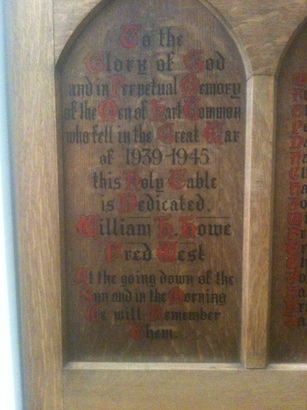 To the
Glory of God
and in Perpetual Memory
of the Men of Earl Common
who fell in the Great War
of 1939-1945
this Holy Table
is Dedicated.
William H. Howe
Fred West
At the going down of the
Sun and in the Morning
We will Remember
Them.